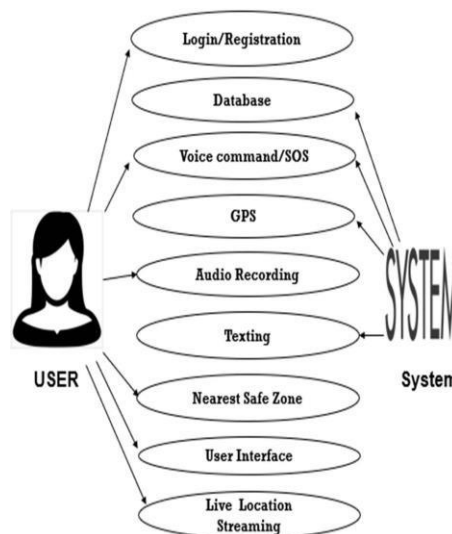 Login/Registration
Database
Voice command/SOS
GPS
Audio Recording
SYSTEM
Texting
USER
System
Nearest Safe Zone
User Interface
Live Location
Streaming